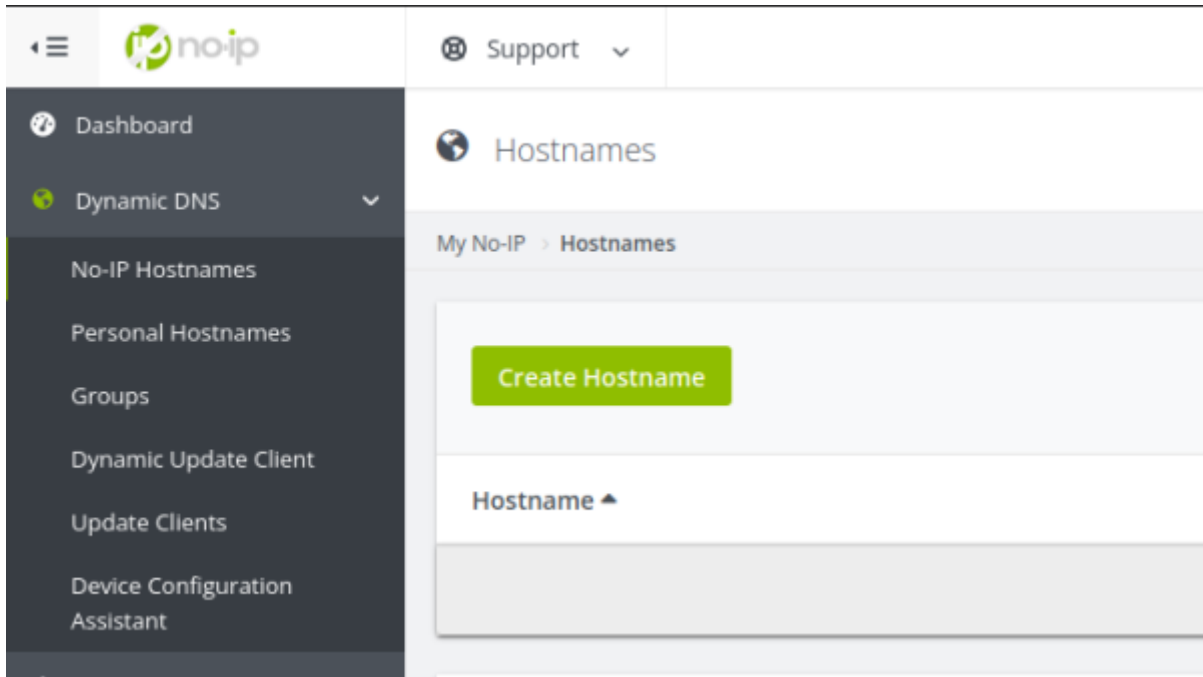 no-ip
Support
Dashboard
Hostnames
Dynamic DNS
My No-IP > Hostnames
No-IP Hostnames
Personal Hostnames
Create Hostname
Groups
Dynamic Update Client
Hostname
Update Clients
Device Configuration
Assistant